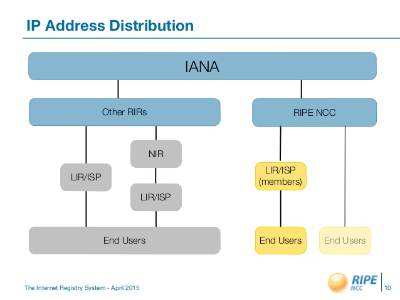 IP Address Distribution
IANA
Other RIRs
RIPE NCC
NIR
LIR/ISP
LIR/ISP
(members)
LIR/ISP
End Users
End Users
End Users
The Internet Registry System - April 2015
RIPE
NCC
10